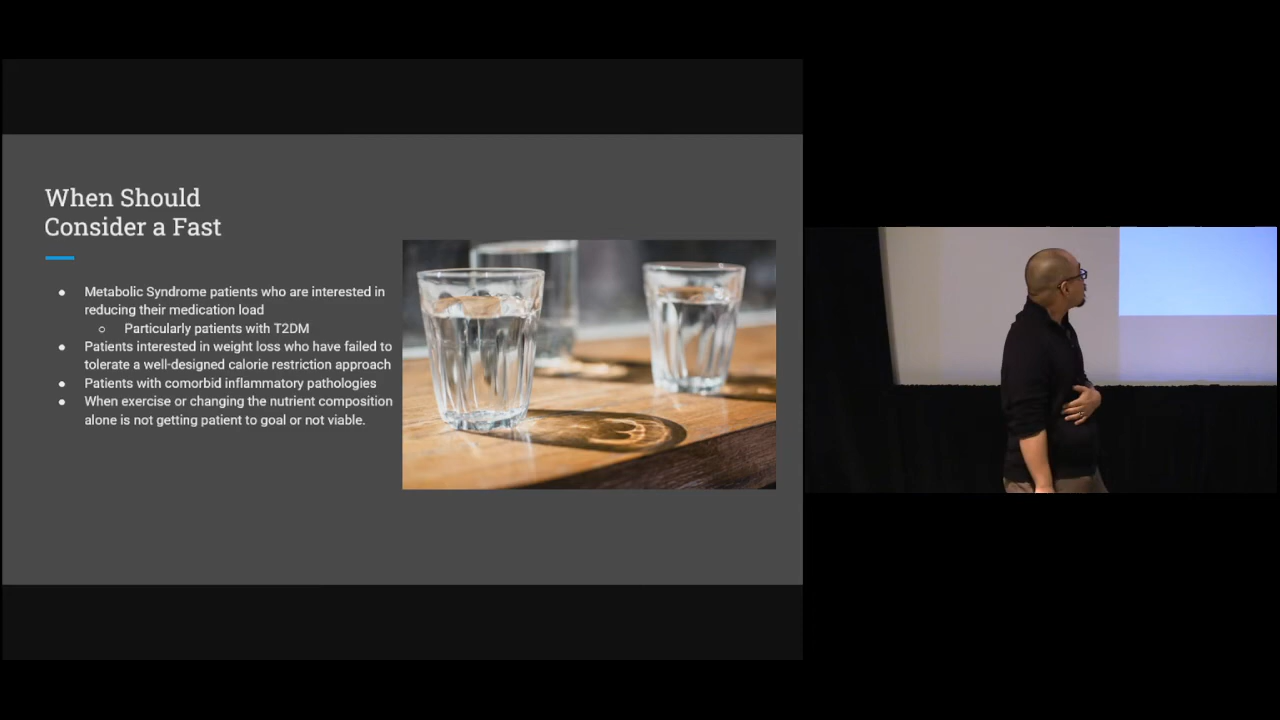 When Should
Consider a Fast
● Metabolic Syndrome patients who are interested in
reducing their medication load
○ Particularly patients with T2DM
● Patients interested in weight loss who have failed to
tolerate a well-designed calorie restriction approach
● Patients with comorbid inflammatory pathologies
● When exercise or changing the nutrient composition
alone is not getting patient to goal or not viable.